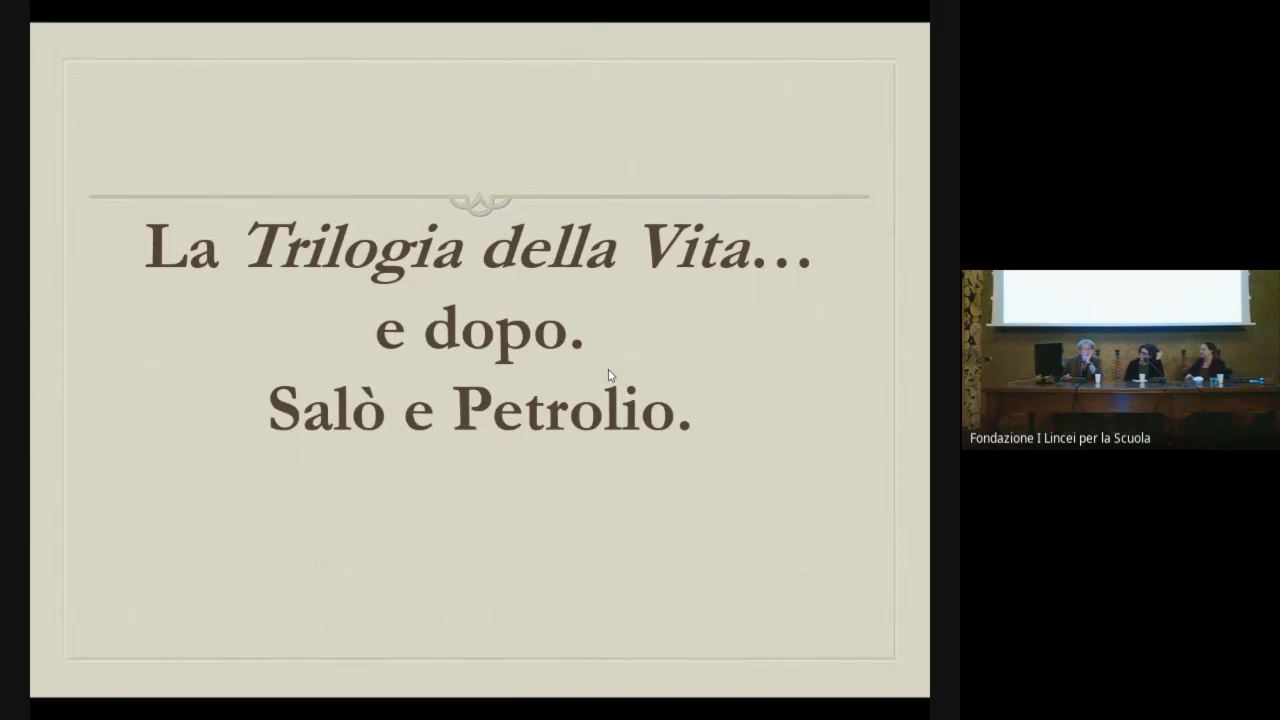 La Trilogia della Vita…
e dopo.
Salò e Petrolio.
Fondazione I Lincei per la Scuola